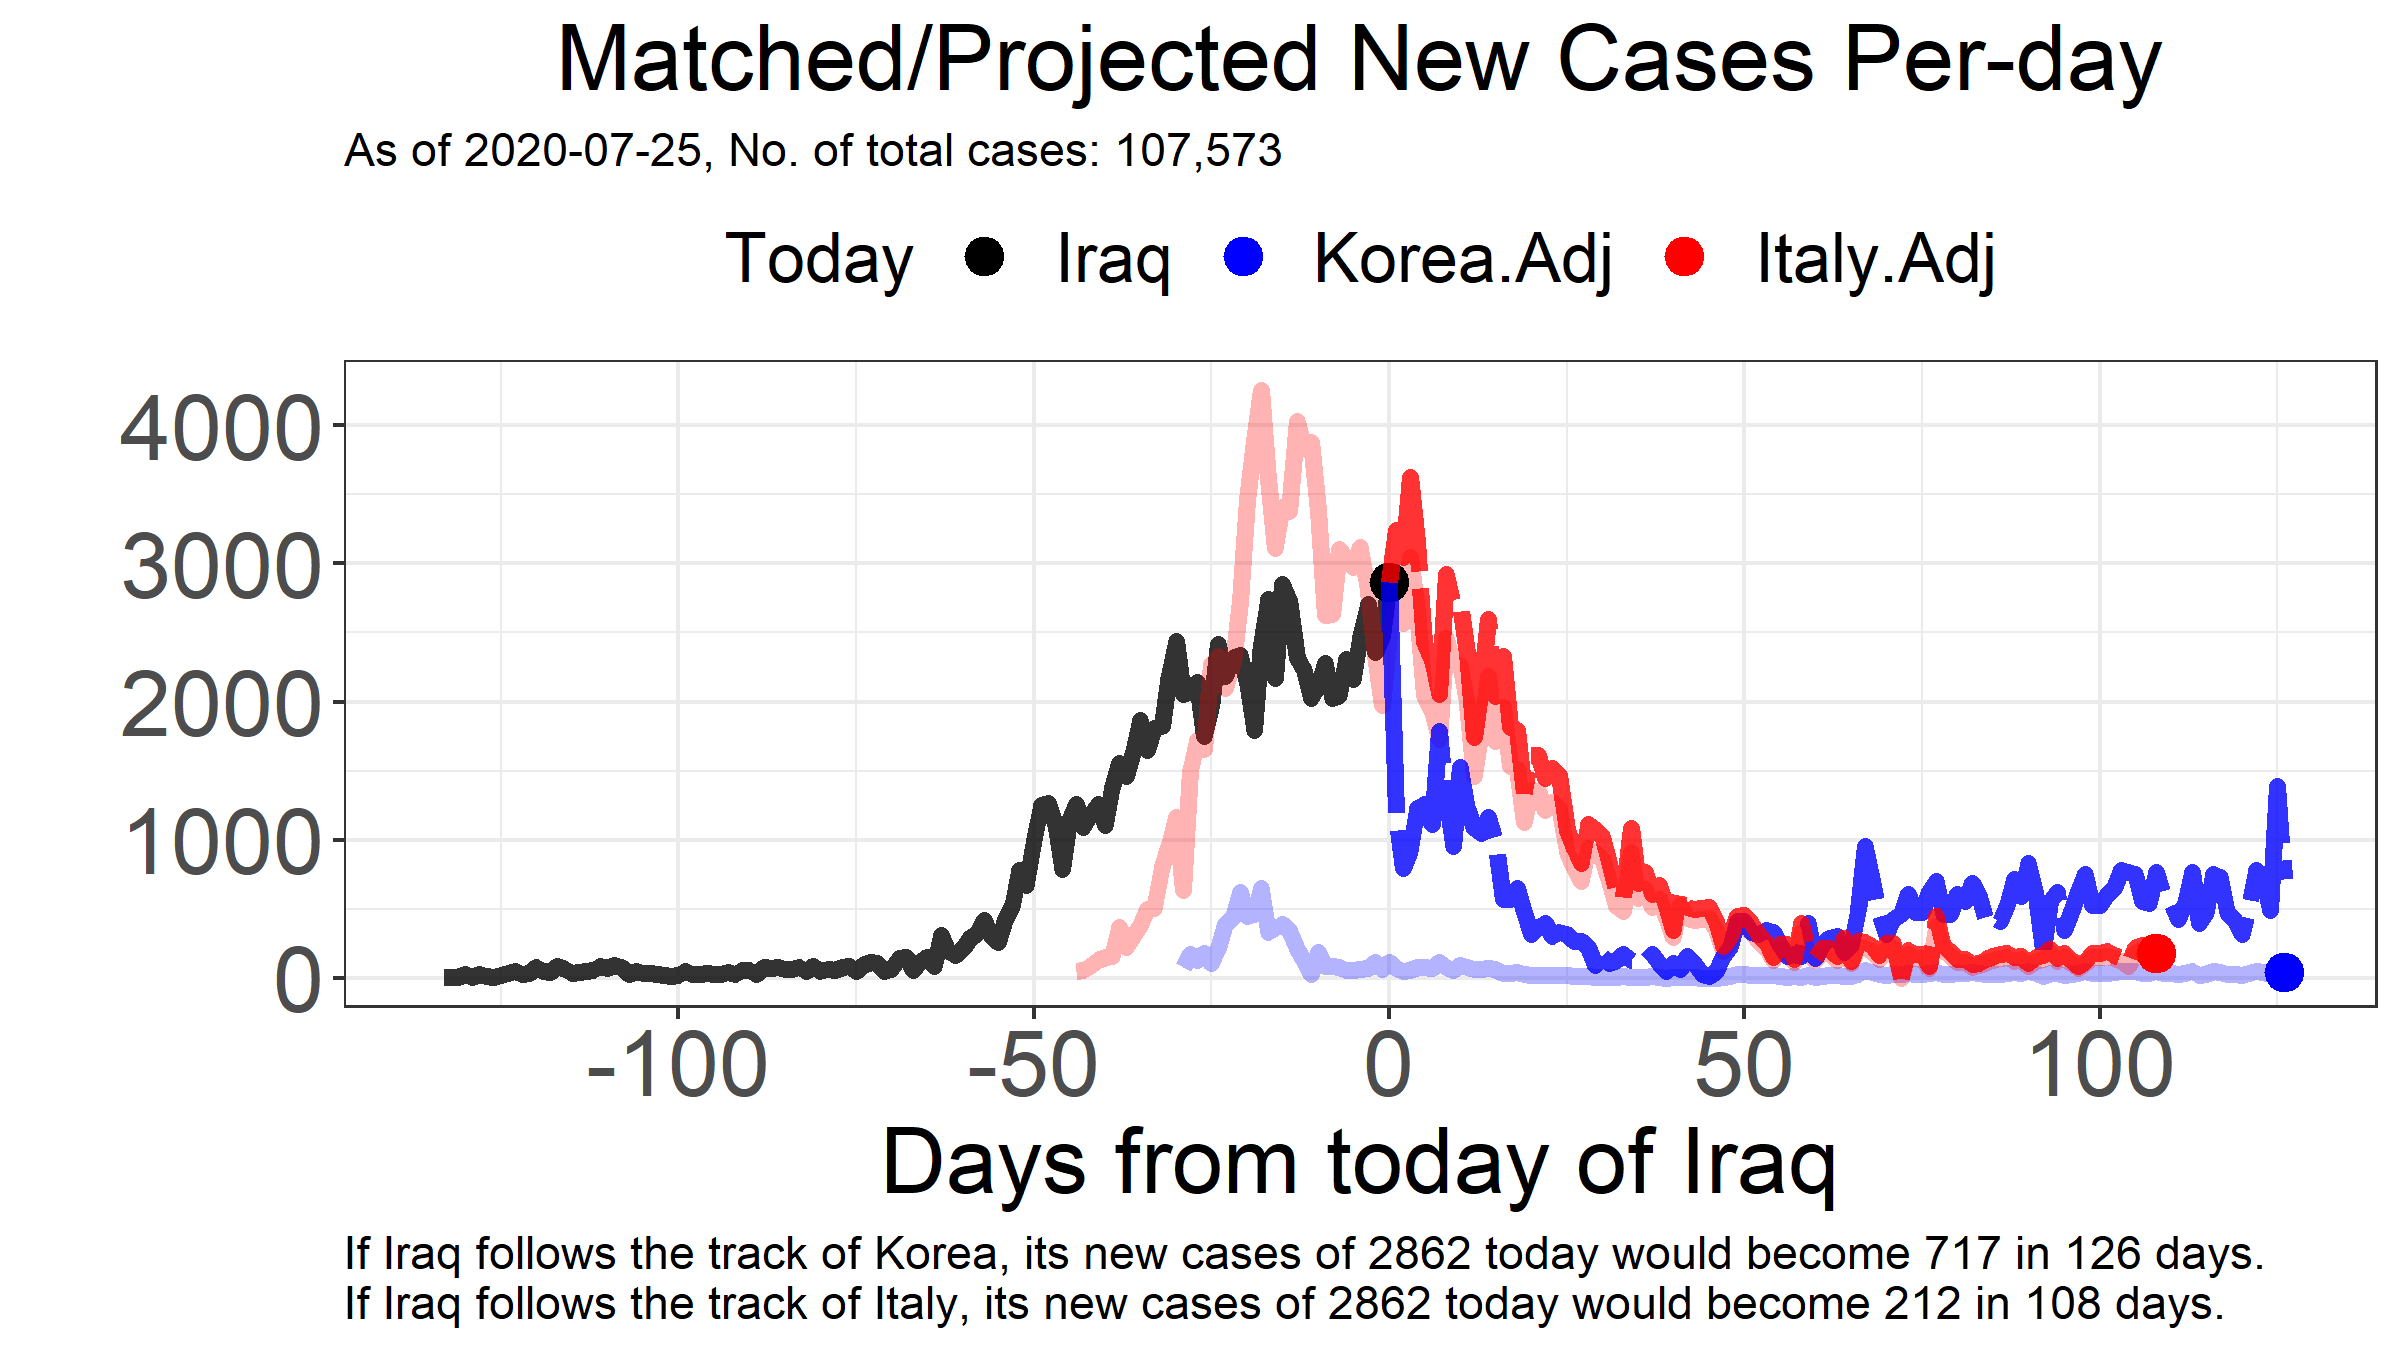 Matched/Projected New Cases Per-day
As of 2020-07-25, No. of total cases: 107,573
Today Iraq Korea.Adj Italy.Adj
4000
3000
2000
1000
0
-100 -50 0 50 100
Days from today of Iraq
If Iraq follows the track of Korea, its new cases of 2862 today would become 717 in 126 days.
If Iraq follows the track of Italy, its new cases of 2862 today would become 212 in 108 days.